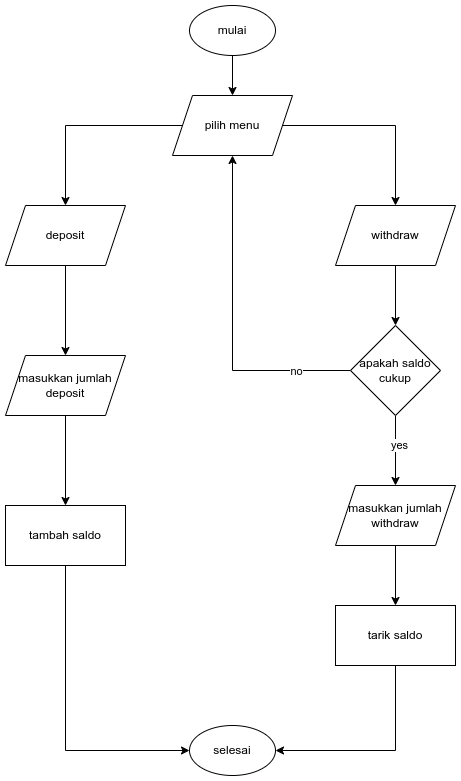 mulai
pilih menu
deposit
withdraw
masukkan jumlah
deposit
apakah saldo
cukup
no
yes
tambah saldo
masukkan jumlah
withdraw
tarik saldo
selesai